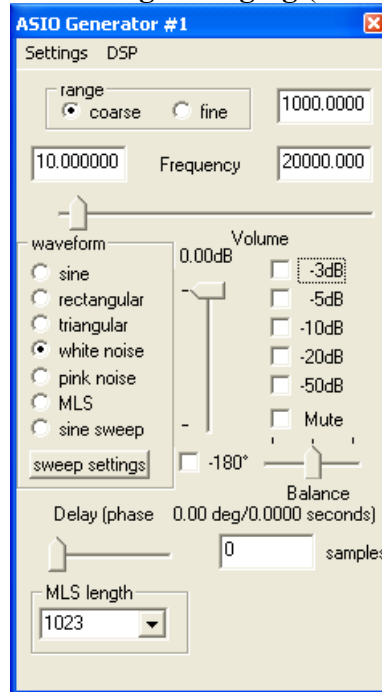 ASIO Generator #1
Settings DSP
range
coarse fine 1000.0000
10.000000 Frequency 20000.000
waveform
Volume
0.00dB
sine
rectangular
triangular
white noise
pink noise
MLS
sine sweep
sweep settings
-3dB
-5dB
-10dB
-20dB
-50dB
Mute
-180°
Balance
Delay (phase 0.00 deg/0.0000 seconds)
0 samples
MLS length
1023